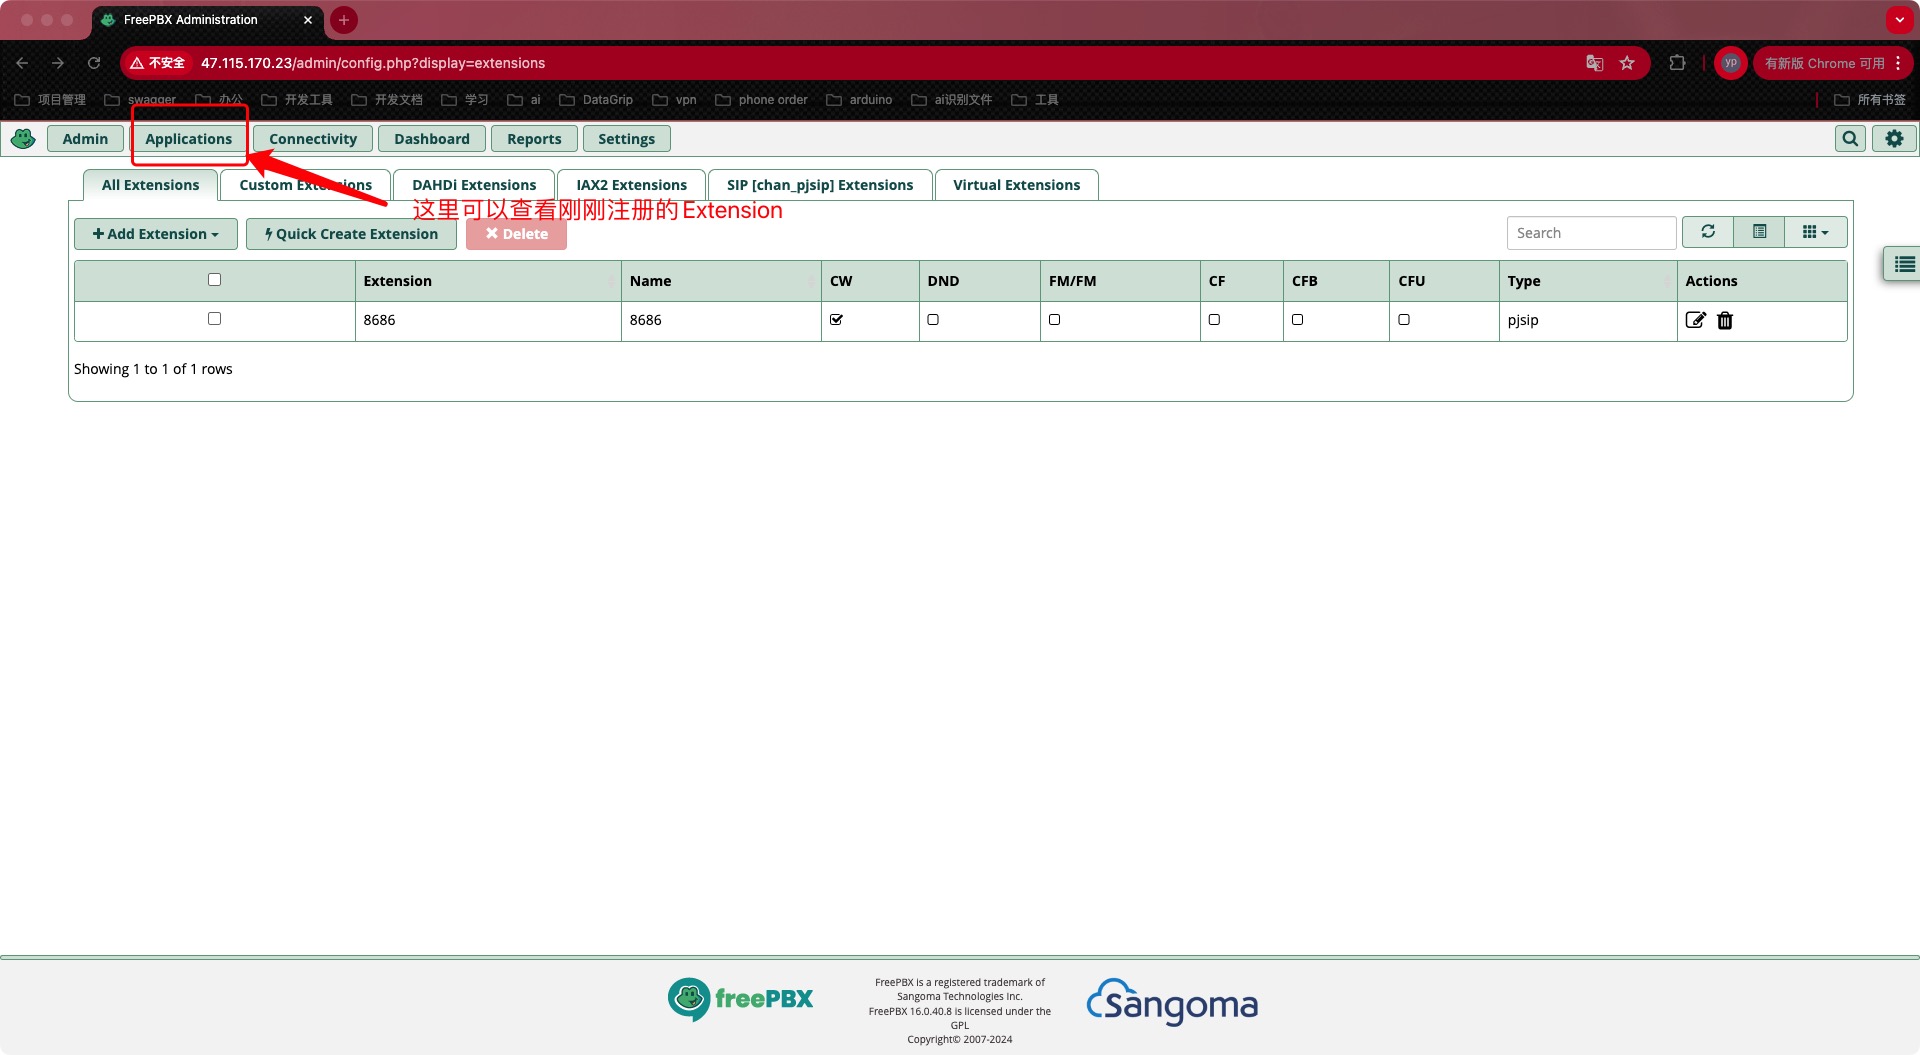 FreePBX Administration
不安全 47.115.170.23/admin/config.php?display=extensions yp 有新版 Chrome 可用
项目管理 swagger 办公 开发工具 开发文档 学习 ai DataGrip vpn phone order arduino ai识别文件 工具 所有书签
Admin Applications Connectivity Dashboard Reports Settings
All Extensions Custom Extensions DAHDi Extensions IAX2 Extensions SIP [chan_pjsip] Extensions Virtual Extensions
这里可以查看刚刚注册的Extension
Add Extension Quick Create Extension Delete Search
Extension Name CW DND FM/FM CF CFB CFU Type Actions
8686 8686 pjsip
Showing 1 to 1 of 1 rows
freePBX
FreePBX is a registered trademark of
Sangoma Technologies Inc.
FreePBX 16.0.40.8 is licensed under the
GPL
Copyright© 2007-2024
Sangoma